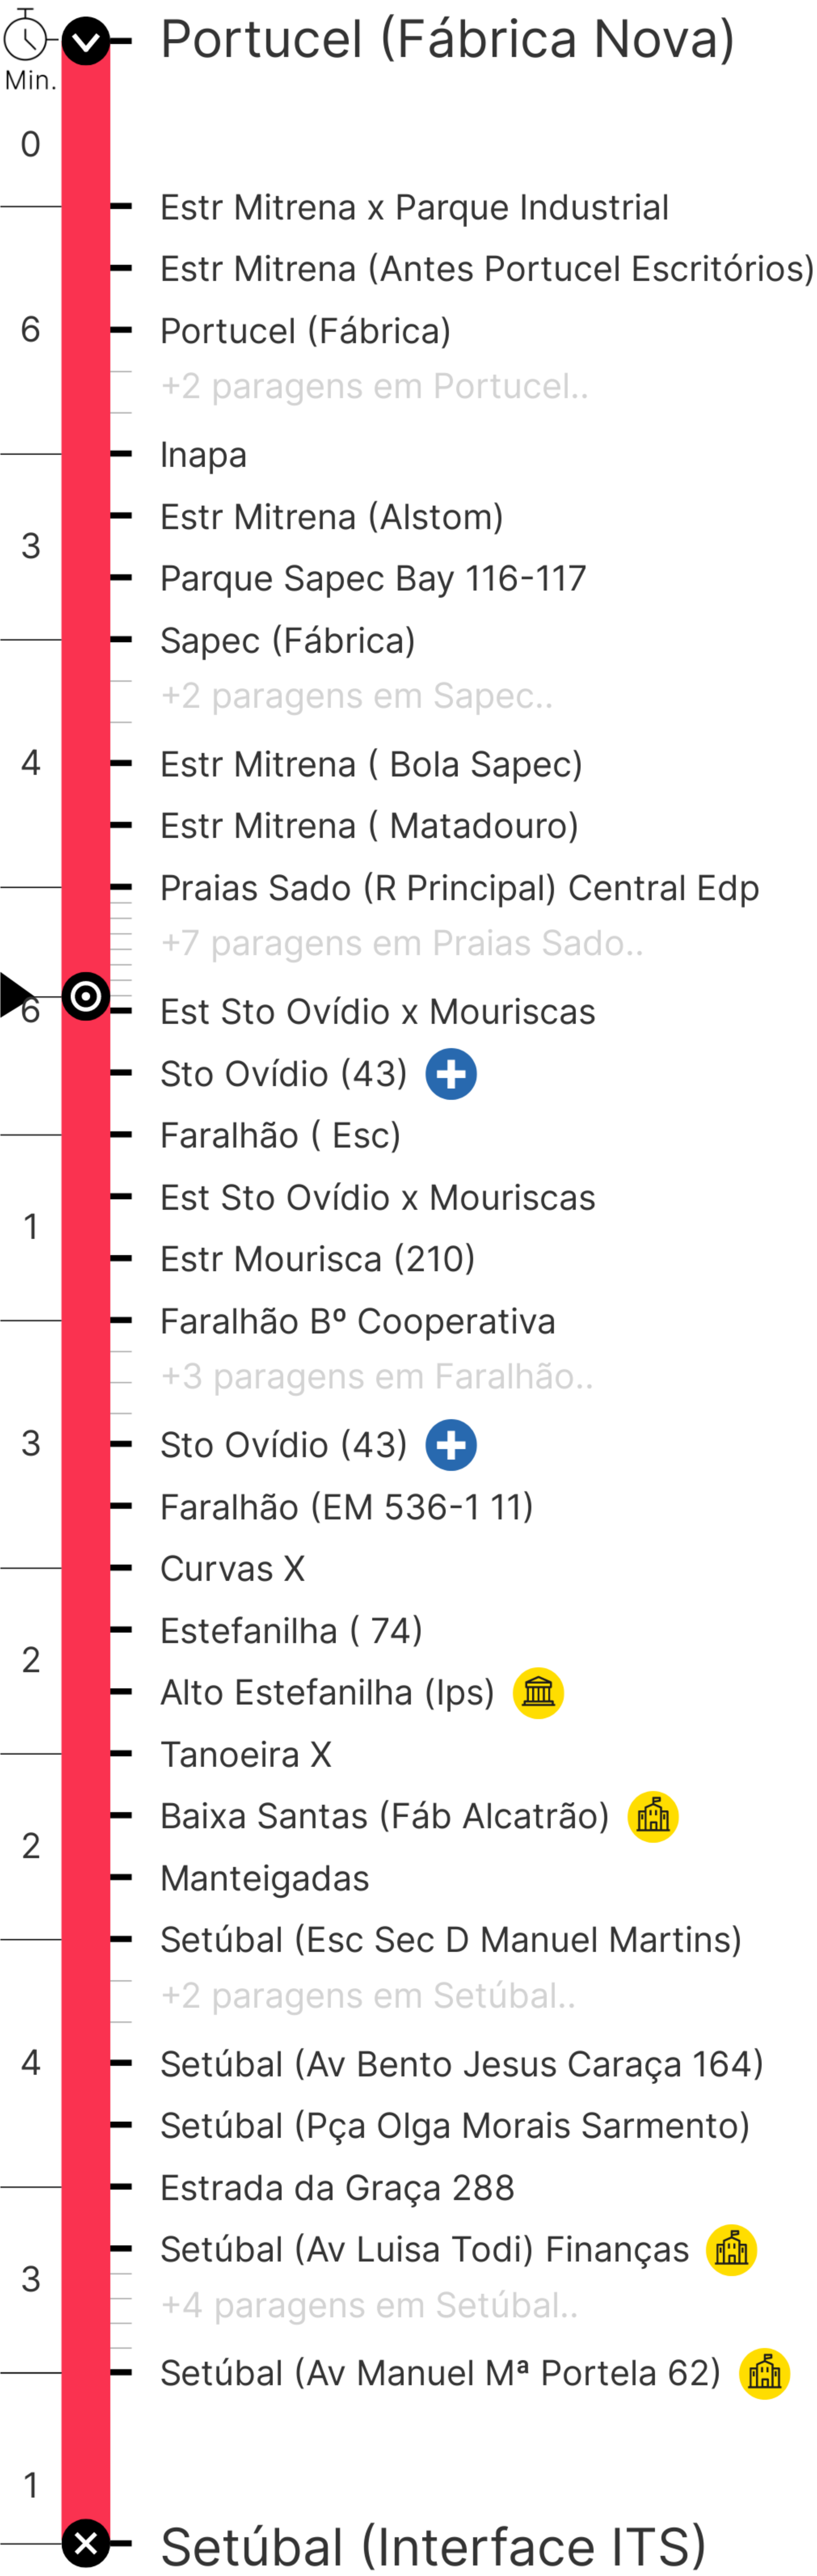 Portucel (Fábrica Nova)
Min.
0
Estr Mitrena x Parque Industrial
Estr Mitrena (Antes Portucel Escritórios)
6
Portucel (Fábrica)
+2 paragens em Portucel..
Inapa
Estr Mitrena (Alstom)
3
Parque Sapec Bay 116-117
Sapec (Fábrica)
+2 paragens em Sapec..
4
Estr Mitrena ( Bola Sapec)
Estr Mitrena ( Matadouro)
Praias Sado (R Principal) Central Edp
+7 paragens em Praias Sado..
6
Est Sto Ovídio x Mouriscas
Sto Ovídio (43)
Faralhão ( Esc)
Est Sto Ovídio x Mouriscas
1
Estr Mourisca (210)
Faralhão Bº Cooperativa
+3 paragens em Faralhão..
3
Sto Ovídio (43)
Faralhão (EM 536-1 11)
Curvas X
Estefanilha ( 74)
2
Alto Estefanilha (Ips)
Tanoeira X
Baixa Santas (Fáb Alcatrão)
2
Manteigadas
Setúbal (Esc Sec D Manuel Martins)
+2 paragens em Setúbal..
4
Setúbal (Av Bento Jesus Caraça 164)
Setúbal (Pça Olga Morais Sarmento)
Estrada da Graça 288
Setúbal (Av Luisa Todi) Finanças
3
+4 paragens em Setúbal..
Setúbal (Av Manuel Mª Portela 62)
1
Setúbal (Interface ITS)